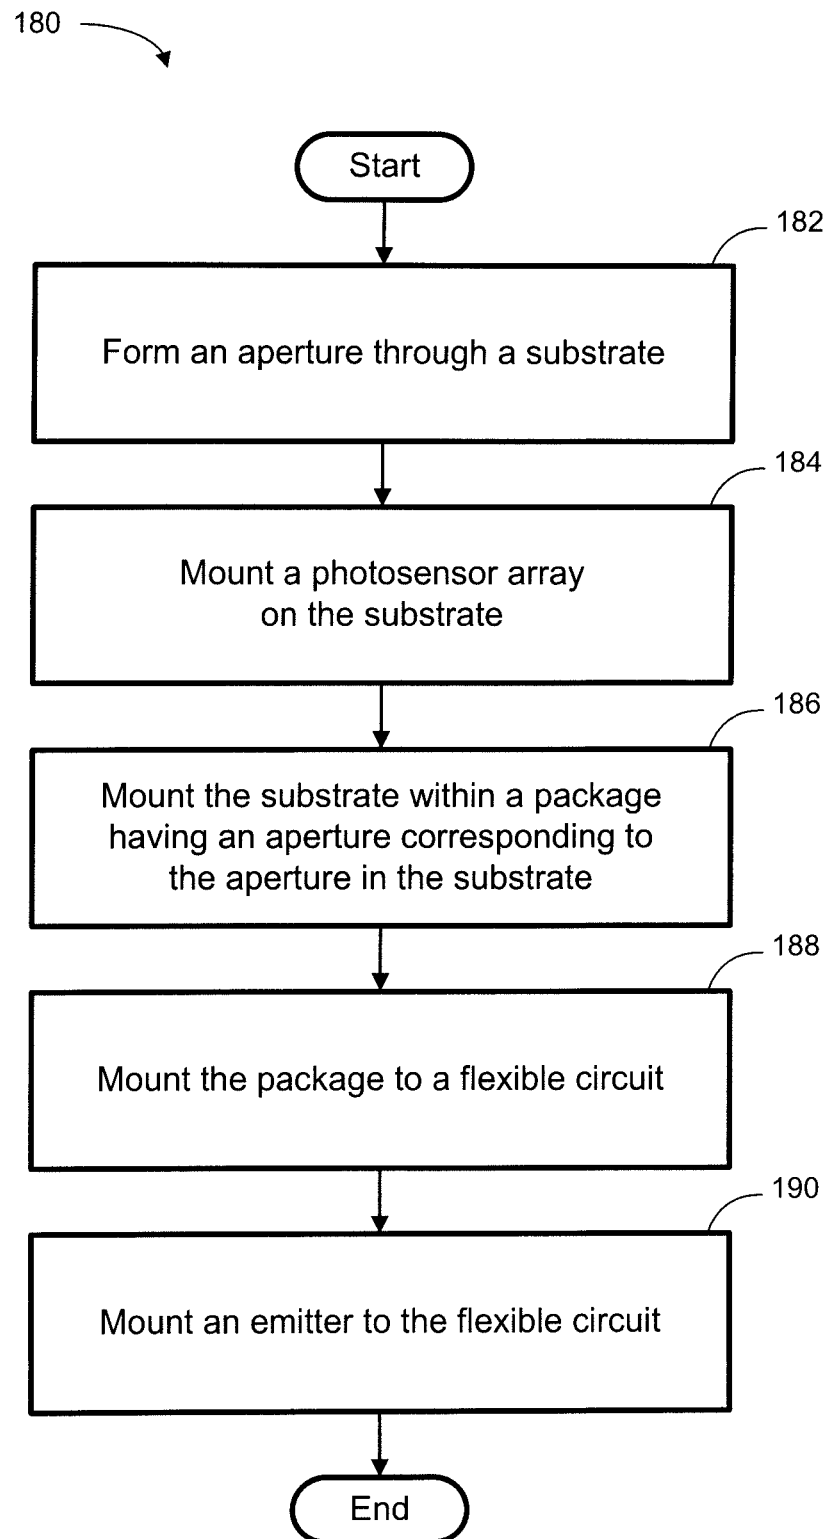 180
Start
182
Form an aperture through a substrate
184
Mount a photosensor array
on the substrate
186
Mount the substrate within a package
having an aperture corresponding to
the aperture in the substrate
188
Mount the package to a flexible circuit
190
Mount an emitter to the flexible circuit
End